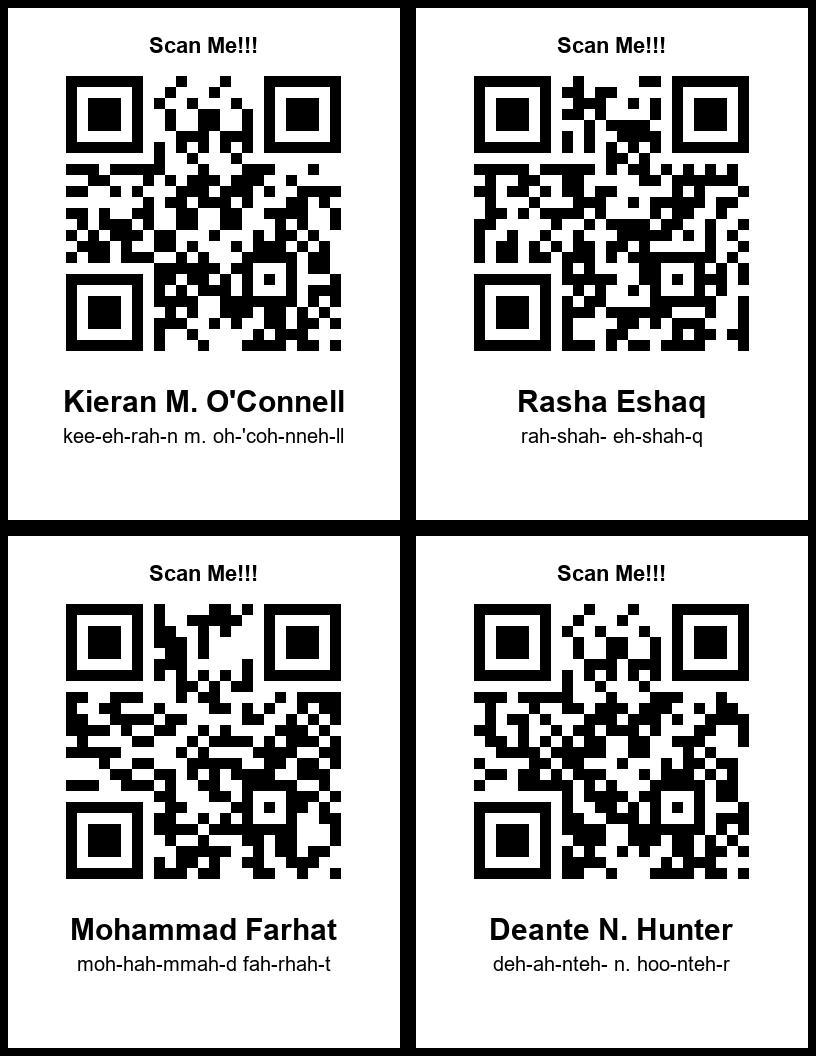 Scan Me!!!
Kieran M. O'Connell
kee-eh-rah-n m. oh-'coh-nneh-ll
Scan Me!!!
Rasha Eshaq
rah-shah- eh-shah-q
Scan Me!!!
Mohammad Farhat
moh-hah-mmah-d fah-rhah-t
Scan Me!!!
Deante N. Hunter
deh-ah-nteh- n. hoo-nteh-r